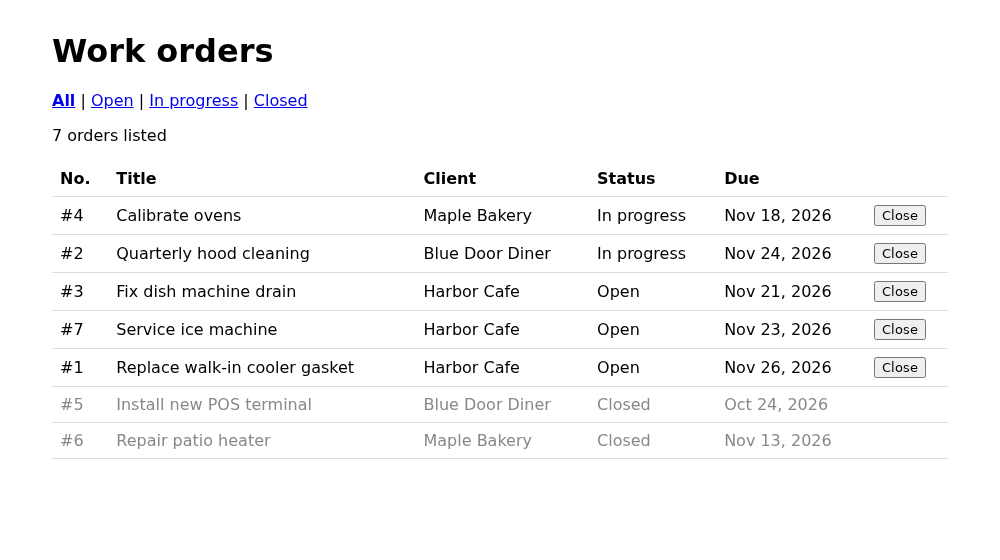 Work orders
All | Open | In progress | Closed
7 orders listed
No. Title Client Status Due
#4 Calibrate ovens Maple Bakery In progress Nov 18, 2026 Close
#2 Quarterly hood cleaning Blue Door Diner In progress Nov 24, 2026 Close
#3 Fix dish machine drain Harbor Cafe Open Nov 21, 2026 Close
#7 Service ice machine Harbor Cafe Open Nov 23, 2026 Close
#1 Replace walk-in cooler gasket Harbor Cafe Open Nov 26, 2026 Close
#5 Install new POS terminal Blue Door Diner Closed Oct 24, 2026
#6 Repair patio heater Maple Bakery Closed Nov 13, 2026